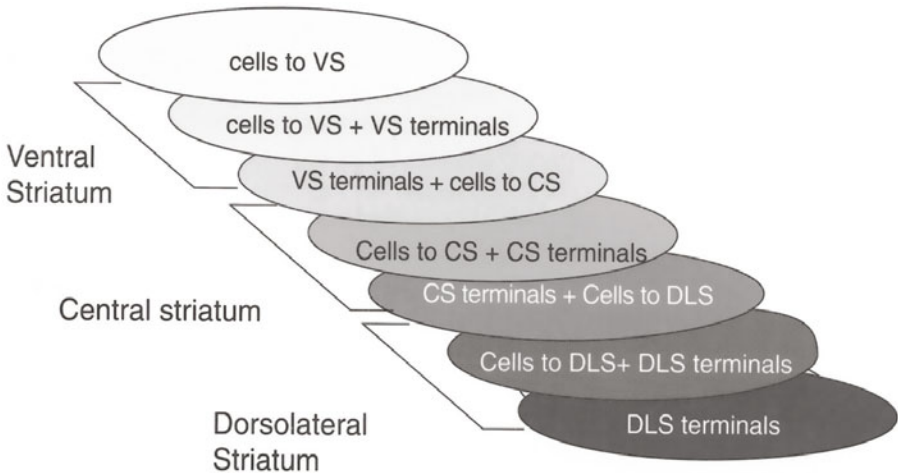 cells to VS
cells to VS + VS terminals
Ventral
Striatum
VS terminals + cells to CS
Cells to CS + CS terminals
CS terminals + Cells to DLS
Central striatum
Cells to DLS+ DLS terminals
Dorsolateral
Striatum
DLS terminals